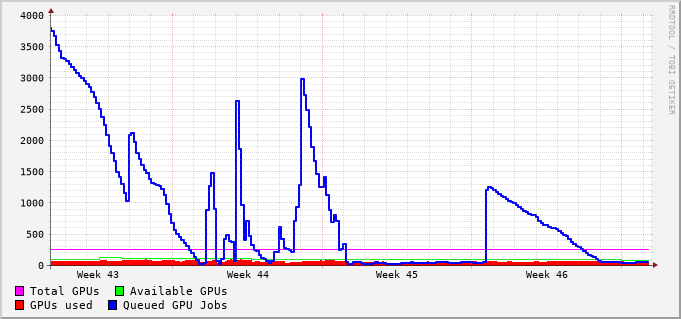 4000
3500
3000
2500
2000
1500
1000
500
0
Week 43 Week 44 Week 45 Week 46
Total GPUs Available GPUs
GPUs used Queued GPU Jobs
RRDTOOL / TOBI OETIKER